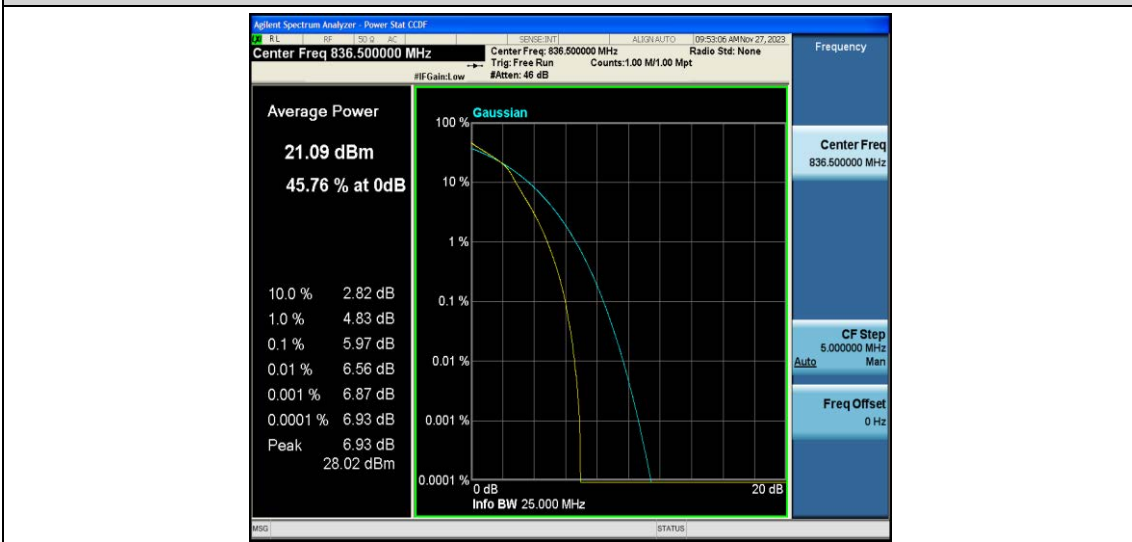 Agilent Spectrum Analyzer - Power Stat CCDF
RL RF 50 Ω AC SENSE:INT ALIGN AUTO 09:53:06 AM Nov 27, 2023
Center Freq 836.500000 MHz
Center Freq: 836.500000 MHz Radio Std: None
Trig: Free Run Counts:1.00 M/1.00 Mpt
#IFGain:Low #Atten: 46 dB
Frequency
Average Power
21.09 dBm
45.76 % at 0dB
10.0 % 2.82 dB
1.0 % 4.83 dB
0.1 % 5.97 dB
0.01 % 6.56 dB
0.001 % 6.87 dB
0.0001 % 6.93 dB
Peak 6.93 dB
28.02 dBm
Gaussian
100 %
10 %
1 %
0.1 %
0.01 %
0.001 %
0.0001 %
0 dB 20 dB
Info BW 25.000 MHz
Center Freq
836.500000 MHz
CF Step
5.000000 MHz
Auto Man
Freq Offset
0 Hz
MSG STATUS